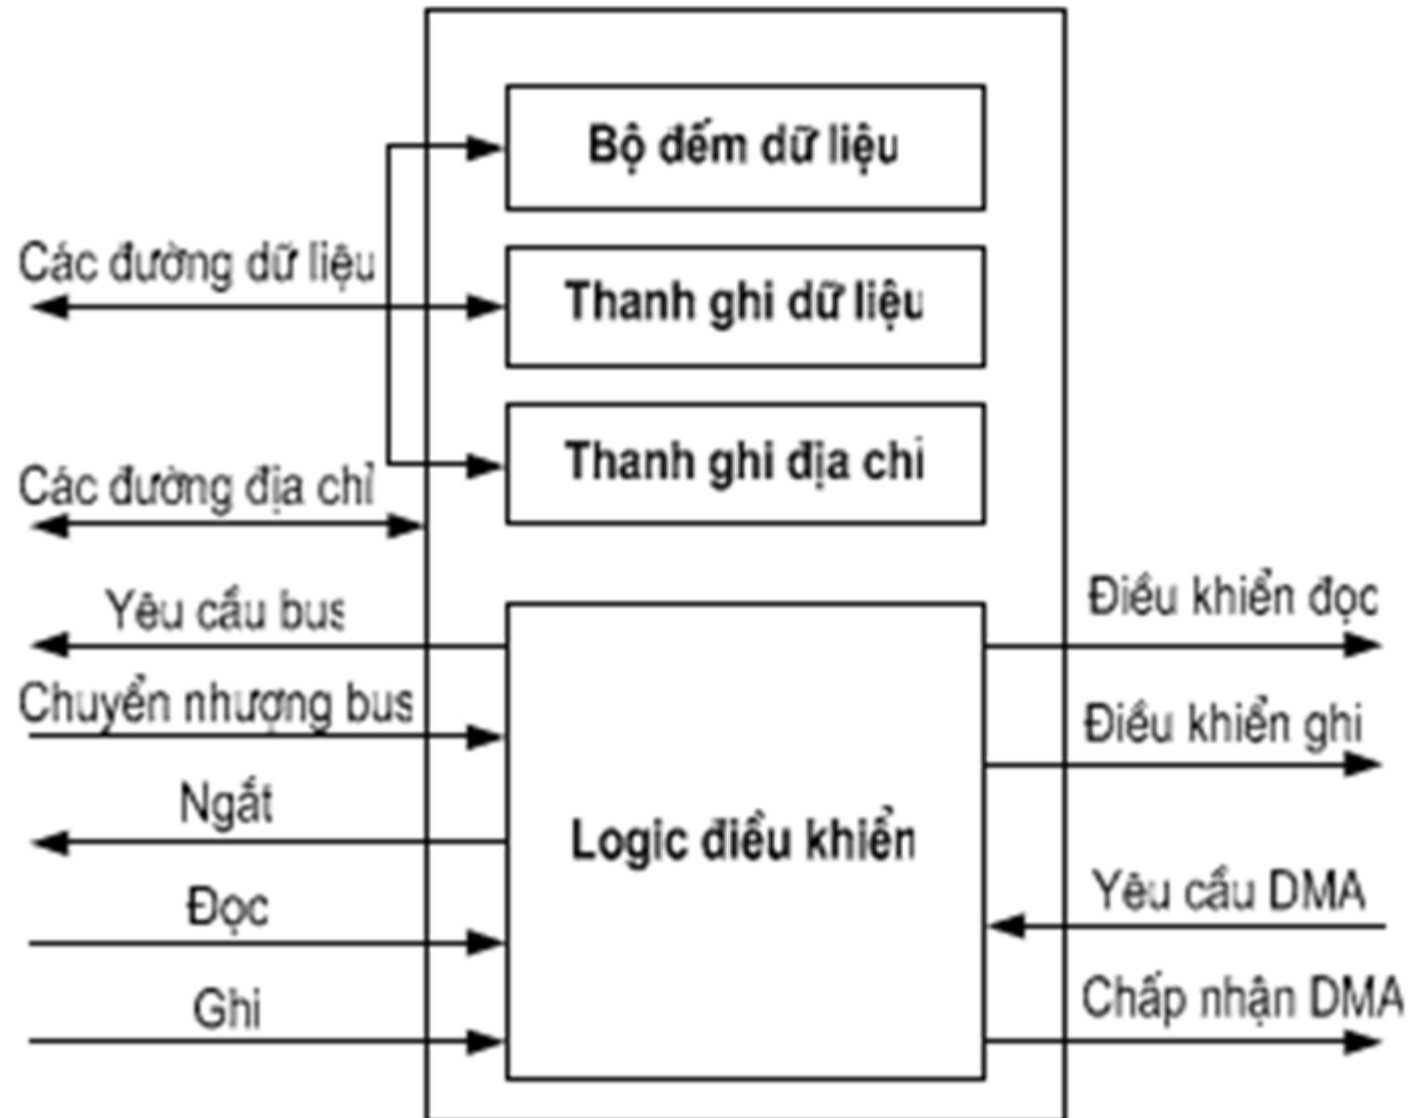 Bộ đếm dữ liệu
Các đường dữ liệu
Thanh ghi dữ liệu
Thanh ghi địa chỉ
Các đường địa chỉ
Yêu cầu bus
Điều khiển đọc
Chuyển nhượng bus
Điều khiển ghi
Ngắt
Logic điều khiển
Đọc
Yêu cầu DMA
Ghi
Chấp nhận DMA